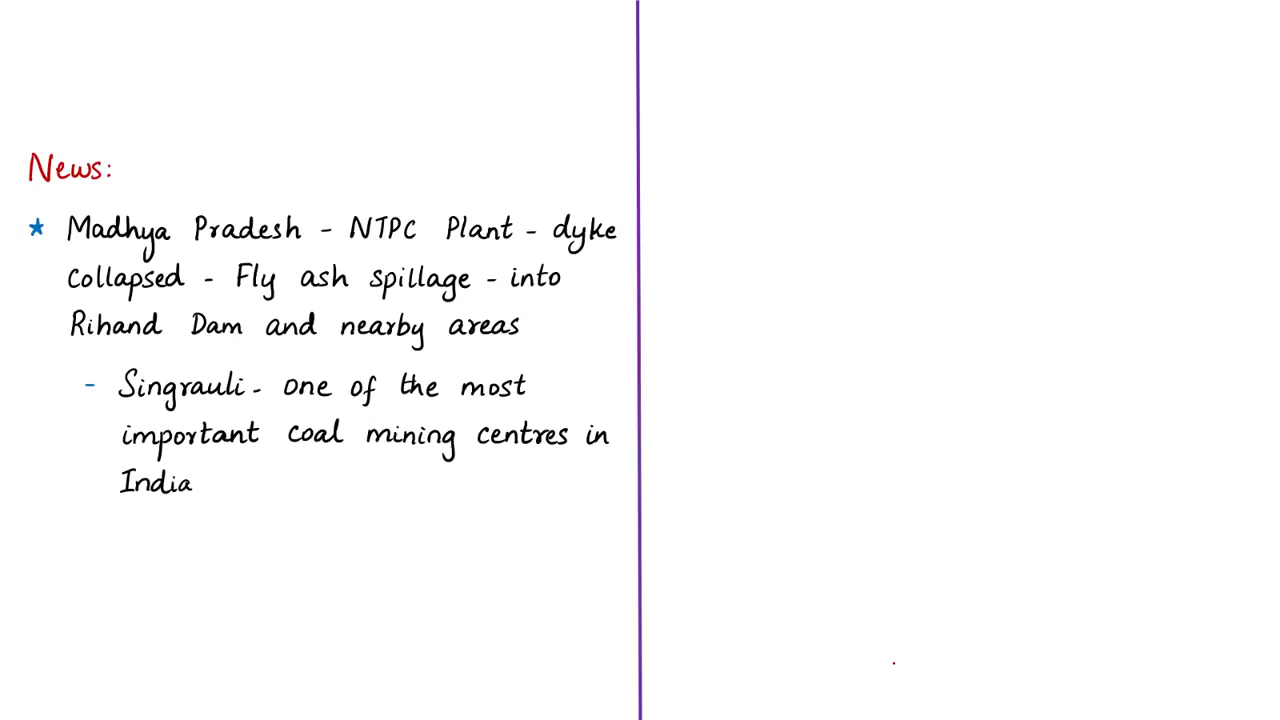 News:
★ Madhya Pradesh - NTPC Plant - dyke
collapsed - Fly ash spillage - into
Rihand Dam and nearby areas
- Singrauli - one of the most
important coal mining centres in
India